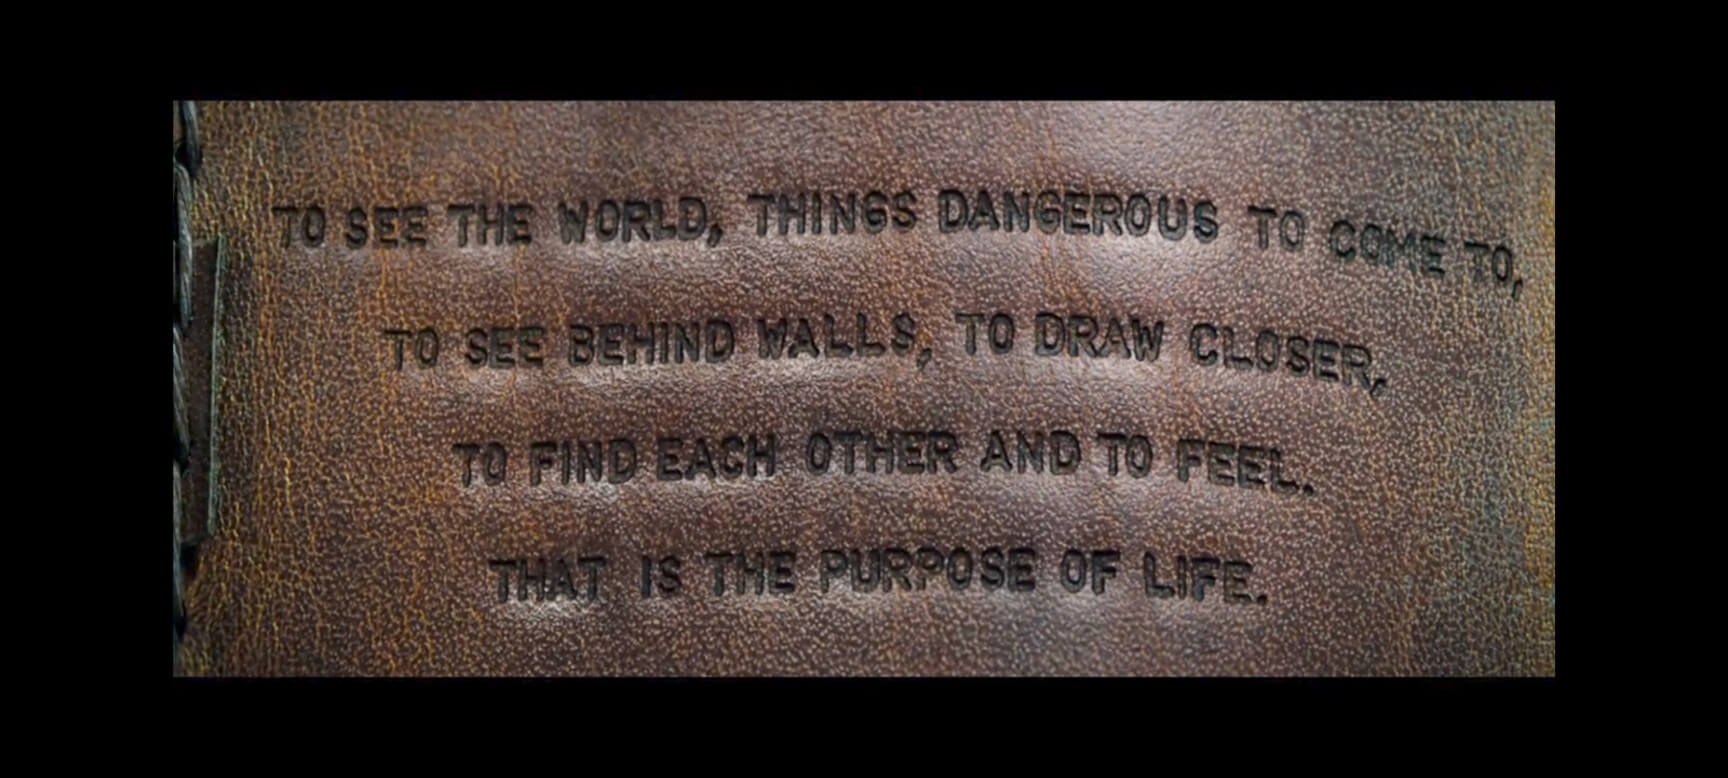 TO SEE THE WORLD, THINGS DANGEROUS TO COME TO,
TO SEE BEHIND WALLS, TO DRAW CLOSER,
TO FIND EACH OTHER AND TO FEEL.
THAT IS THE PURPOSE OF LIFE.